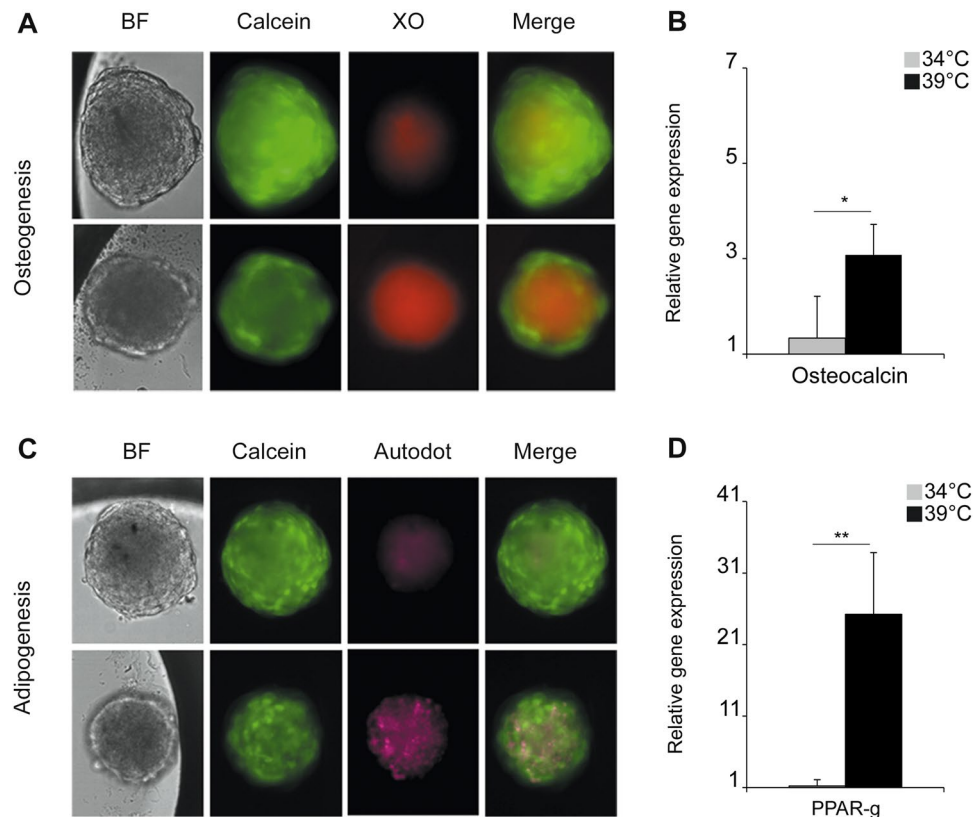 A
BF Calcein XO Merge
Osteogenesis
B
34°C
39°C
Relative gene expression
7
5
3
1
*
Osteocalcin
C
BF Calcein Autodot Merge
Adipogenesis
D
34°C
39°C
Relative gene expression
41
31
21
11
1
**
PPAR-g